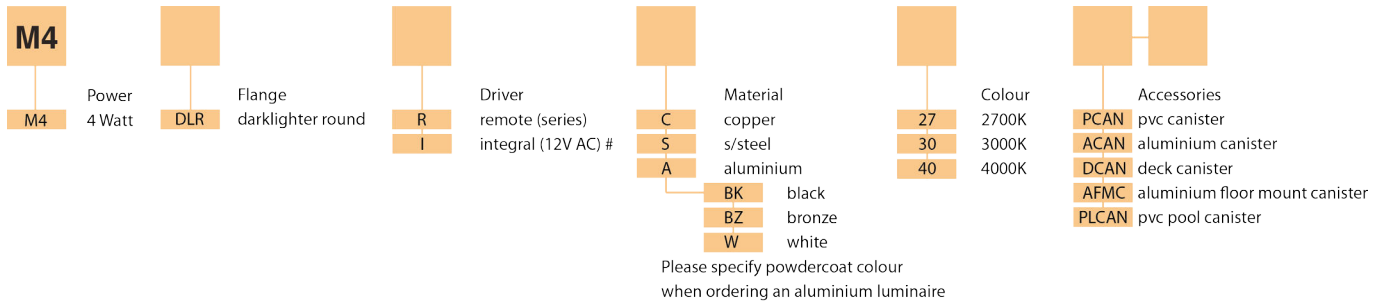 M4
Power
M4 4 Watt
Flange
DLR darklighter round
Driver
R remote (series)
I integral (12V AC) #
Material
C copper
S s/steel
A aluminium
BK black
BZ bronze
W white
Please specify powdercoat colour
when ordering an aluminium luminaire
Colour
27 2700K
30 3000K
40 4000K
Accessories
PCAN pvc canister
ACAN aluminium canister
DCAN deck canister
AFMC aluminium floor mount canister
PLCAN pvc pool canister